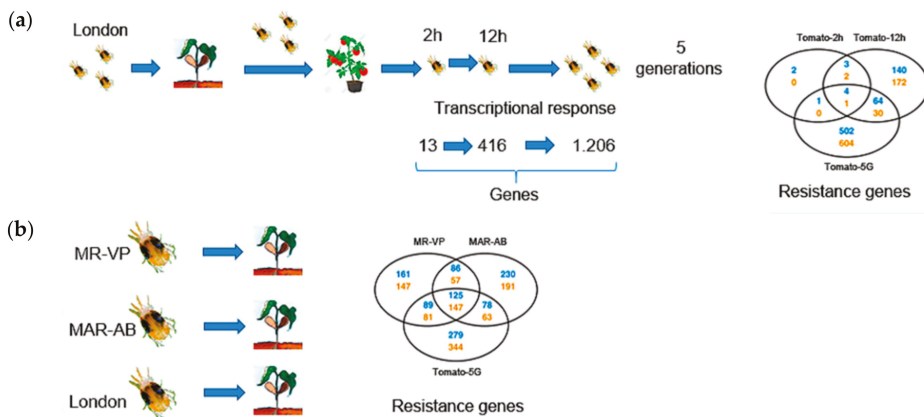 (a)
London
2h
12h
5
generations
Transcriptional response
13
416
1.206
Genes
Tomato-2h
Tomato-12h
2
0
3
2
140
172
4
1
1
0
64
30
502
604
Tomato-5G
Resistance genes
(b)
MR-VP
MAR-AB
London
MR-VP
MAR-AB
161
147
86
57
230
191
125
147
89
81
78
63
279
344
Tomato-5G
Resistance genes